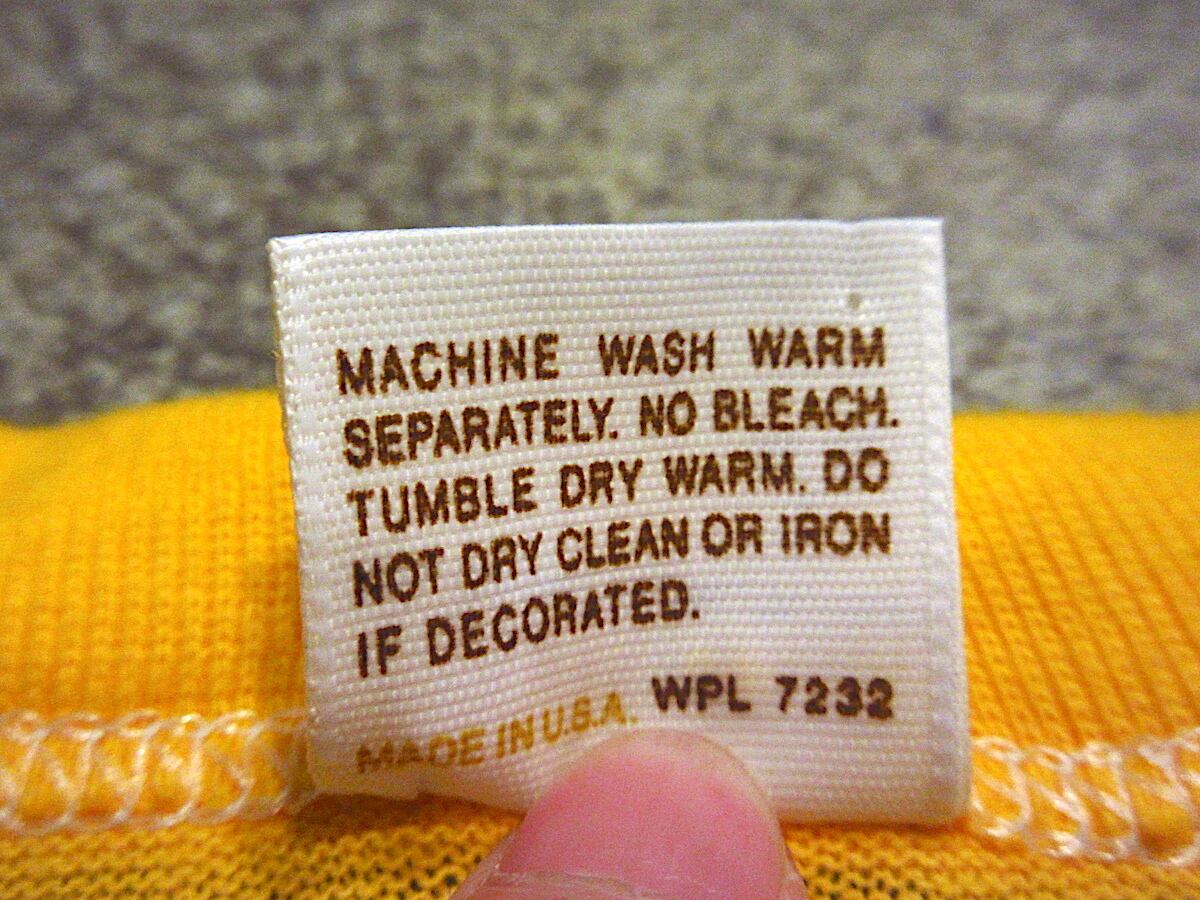 MACHINE WASH WARM
SEPARATELY. NO BLEACH.
TUMBLE DRY WARM. DO
NOT DRY CLEAN OR IRON
IF DECORATED.
WPL 7232
MADE IN U.S.A.